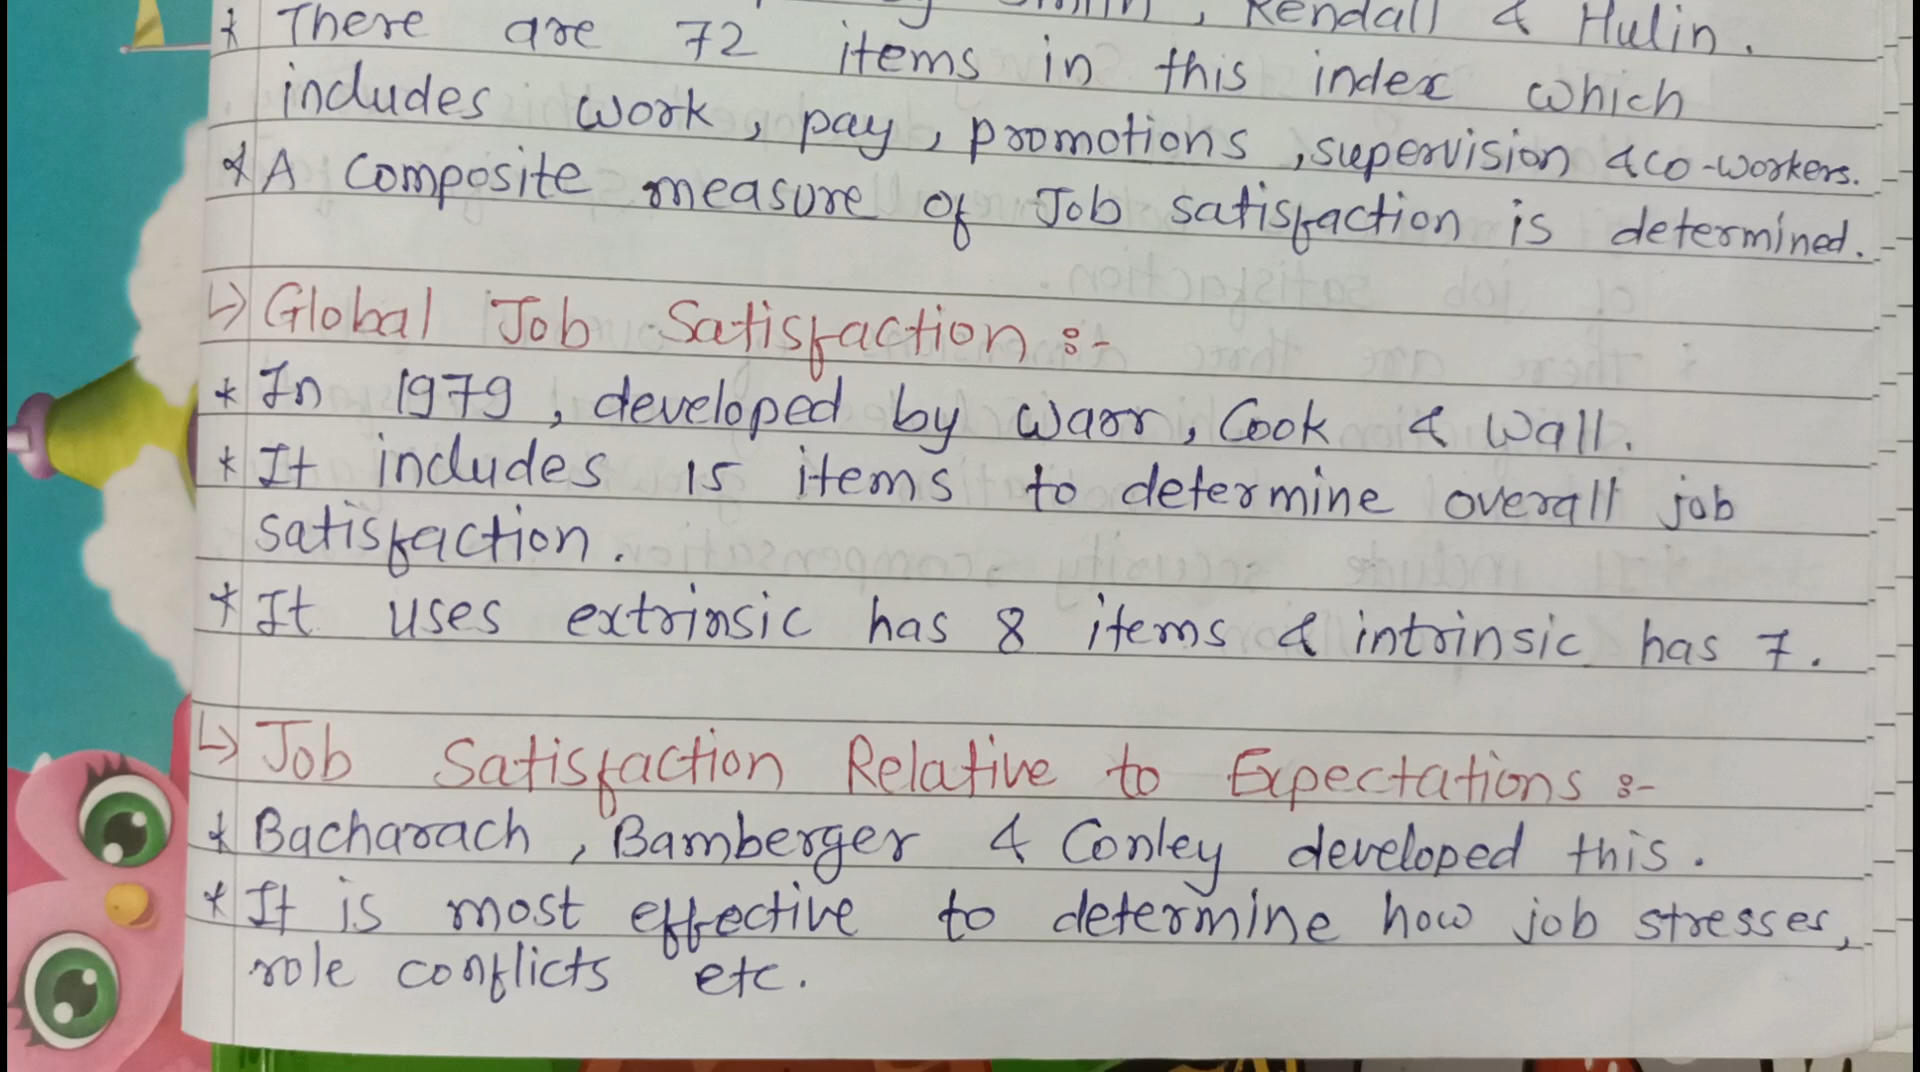 Kendall & Hulin.
* There are 72 items in this index which
includes work, pay, promotions, supervision & co-workers.
* A composite measure of Job satisfaction is determined.
↳ Global Job Satisfaction :-
* In 1979, developed by Warr, Cook & Wall.
* It includes 15 items to determine overall job
satisfaction.
* It uses extrinsic has 8 items & intrinsic has 7.
↳ Job Satisfaction Relative to Expectations :-
* Bacharach, Bamberger & Conley developed this.
* It is most effective to determine how job stresses,
role conflicts etc.